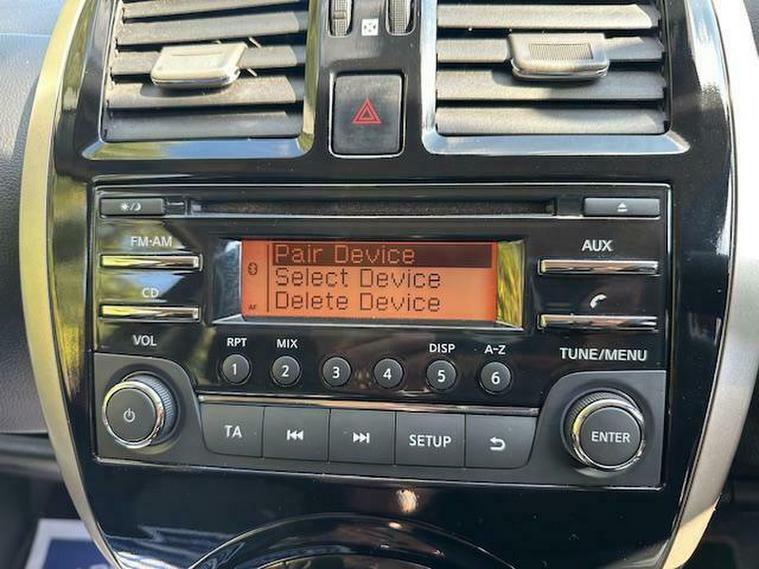 FM·AM
CD
VOL
Pair Device
Select Device
Delete Device
AF
AUX
TUNE/MENU
RPT MIX DISP A-Z
1 2 3 4 5 6
TA SETUP ENTER